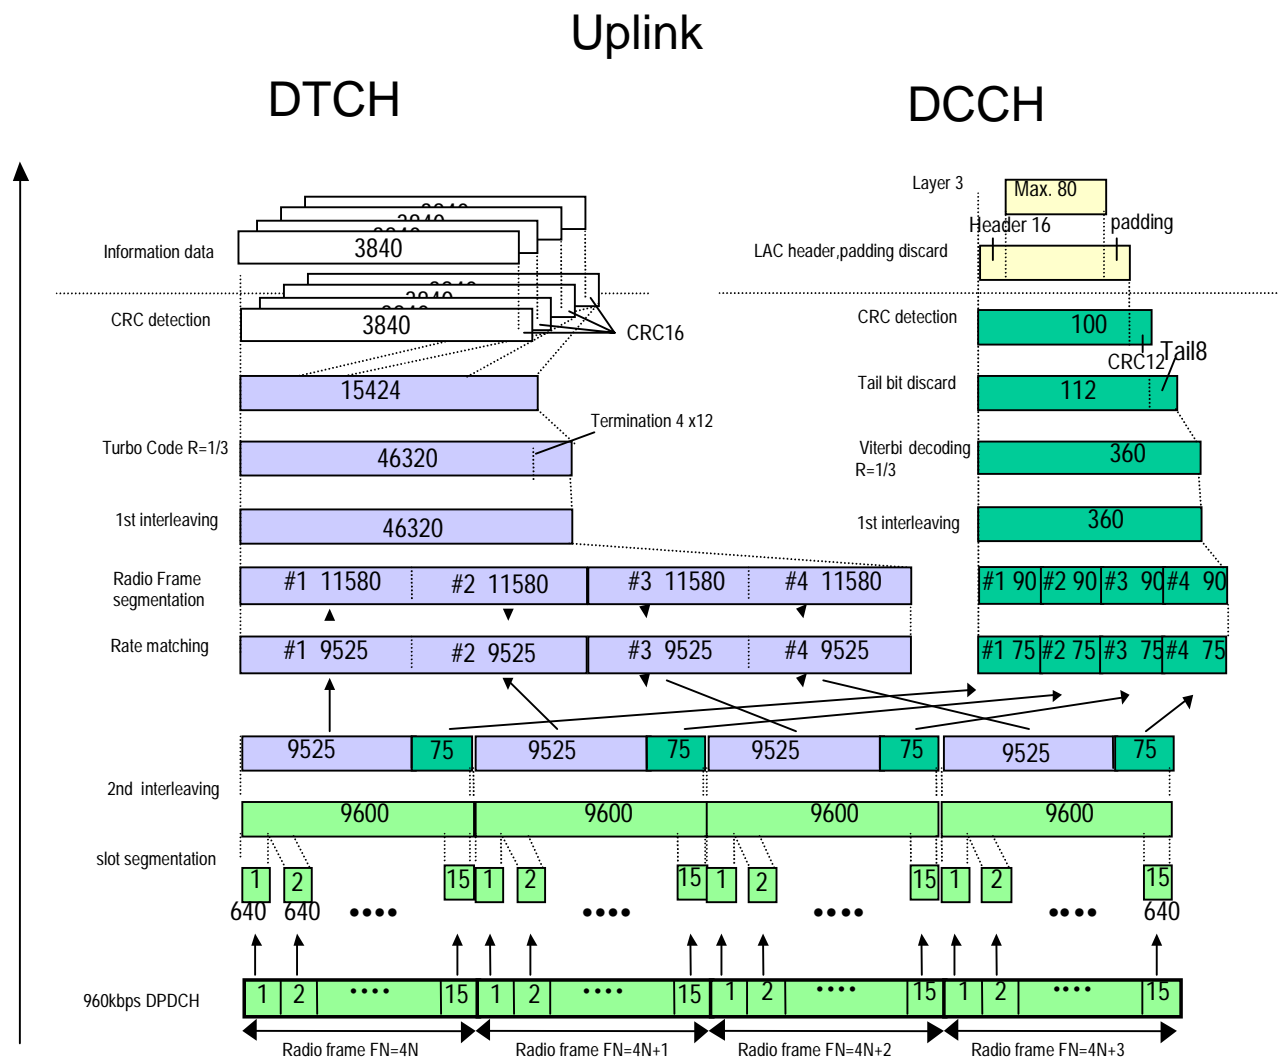 Uplink
DTCH
DCCH
Layer 3
Max. 80
Header 16
padding
LAC header,padding discard
Information data
3840
3840
3840
CRC detection
3840
3840
CRC16
CRC detection
100
CRC12
Tail8
15424
Tail bit discard
112
Termination 4 x12
Turbo Code R=1/3
46320
Viterbi decoding
R=1/3
360
1st interleaving
46320
1st interleaving
360
Radio Frame
segmentation
#1 11580
#2 11580
#3 11580
#4 11580
#1 90
#2 90
#3 90
#4 90
Rate matching
#1 9525
#2 9525
#3 9525
#4 9525
#1 75
#2 75
#3 75
#4 75
9525
75
9525
75
9525
75
9525
75
2nd interleaving
9600
9600
9600
9600
slot segmentation
1
2
15
1
2
15
1
2
15
1
2
15
640
640
••••
••••
••••
••••
640
960kbps DPDCH
1
2
••••
15
1
2
••••
15
1
2
••••
15
1
2
••••
15
Radio frame FN=4N
Radio frame FN=4N+1
Radio frame FN=4N+2
Radio frame FN=4N+3